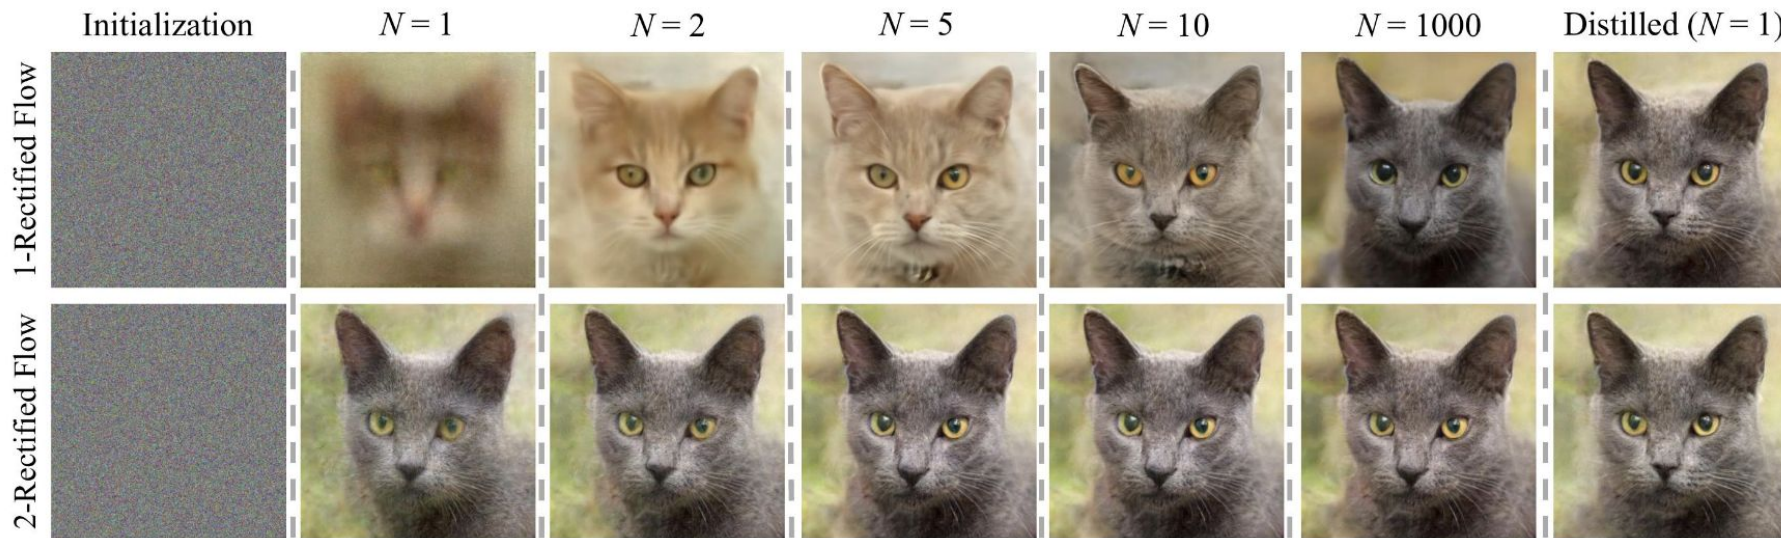 Initialization N = 1 N = 2 N = 5 N = 10 N = 1000 Distilled (N = 1)
1-Rectified Flow
2-Rectified Flow